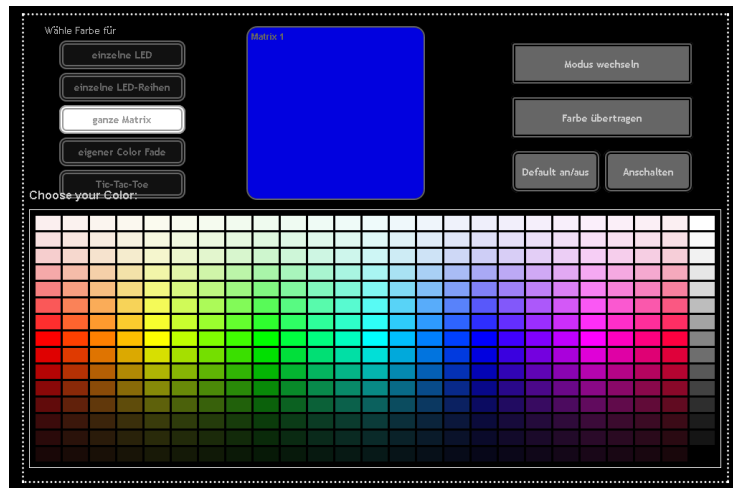 Wähle Farbe für
einzelne LED
einzelne LED-Reihen
ganze Matrix
eigener Color Fade
Tic-Tac-Toe
Matrix 1
Modus wechseln
Farbe übertragen
Default an/aus
Anschalten
Choose your Color: